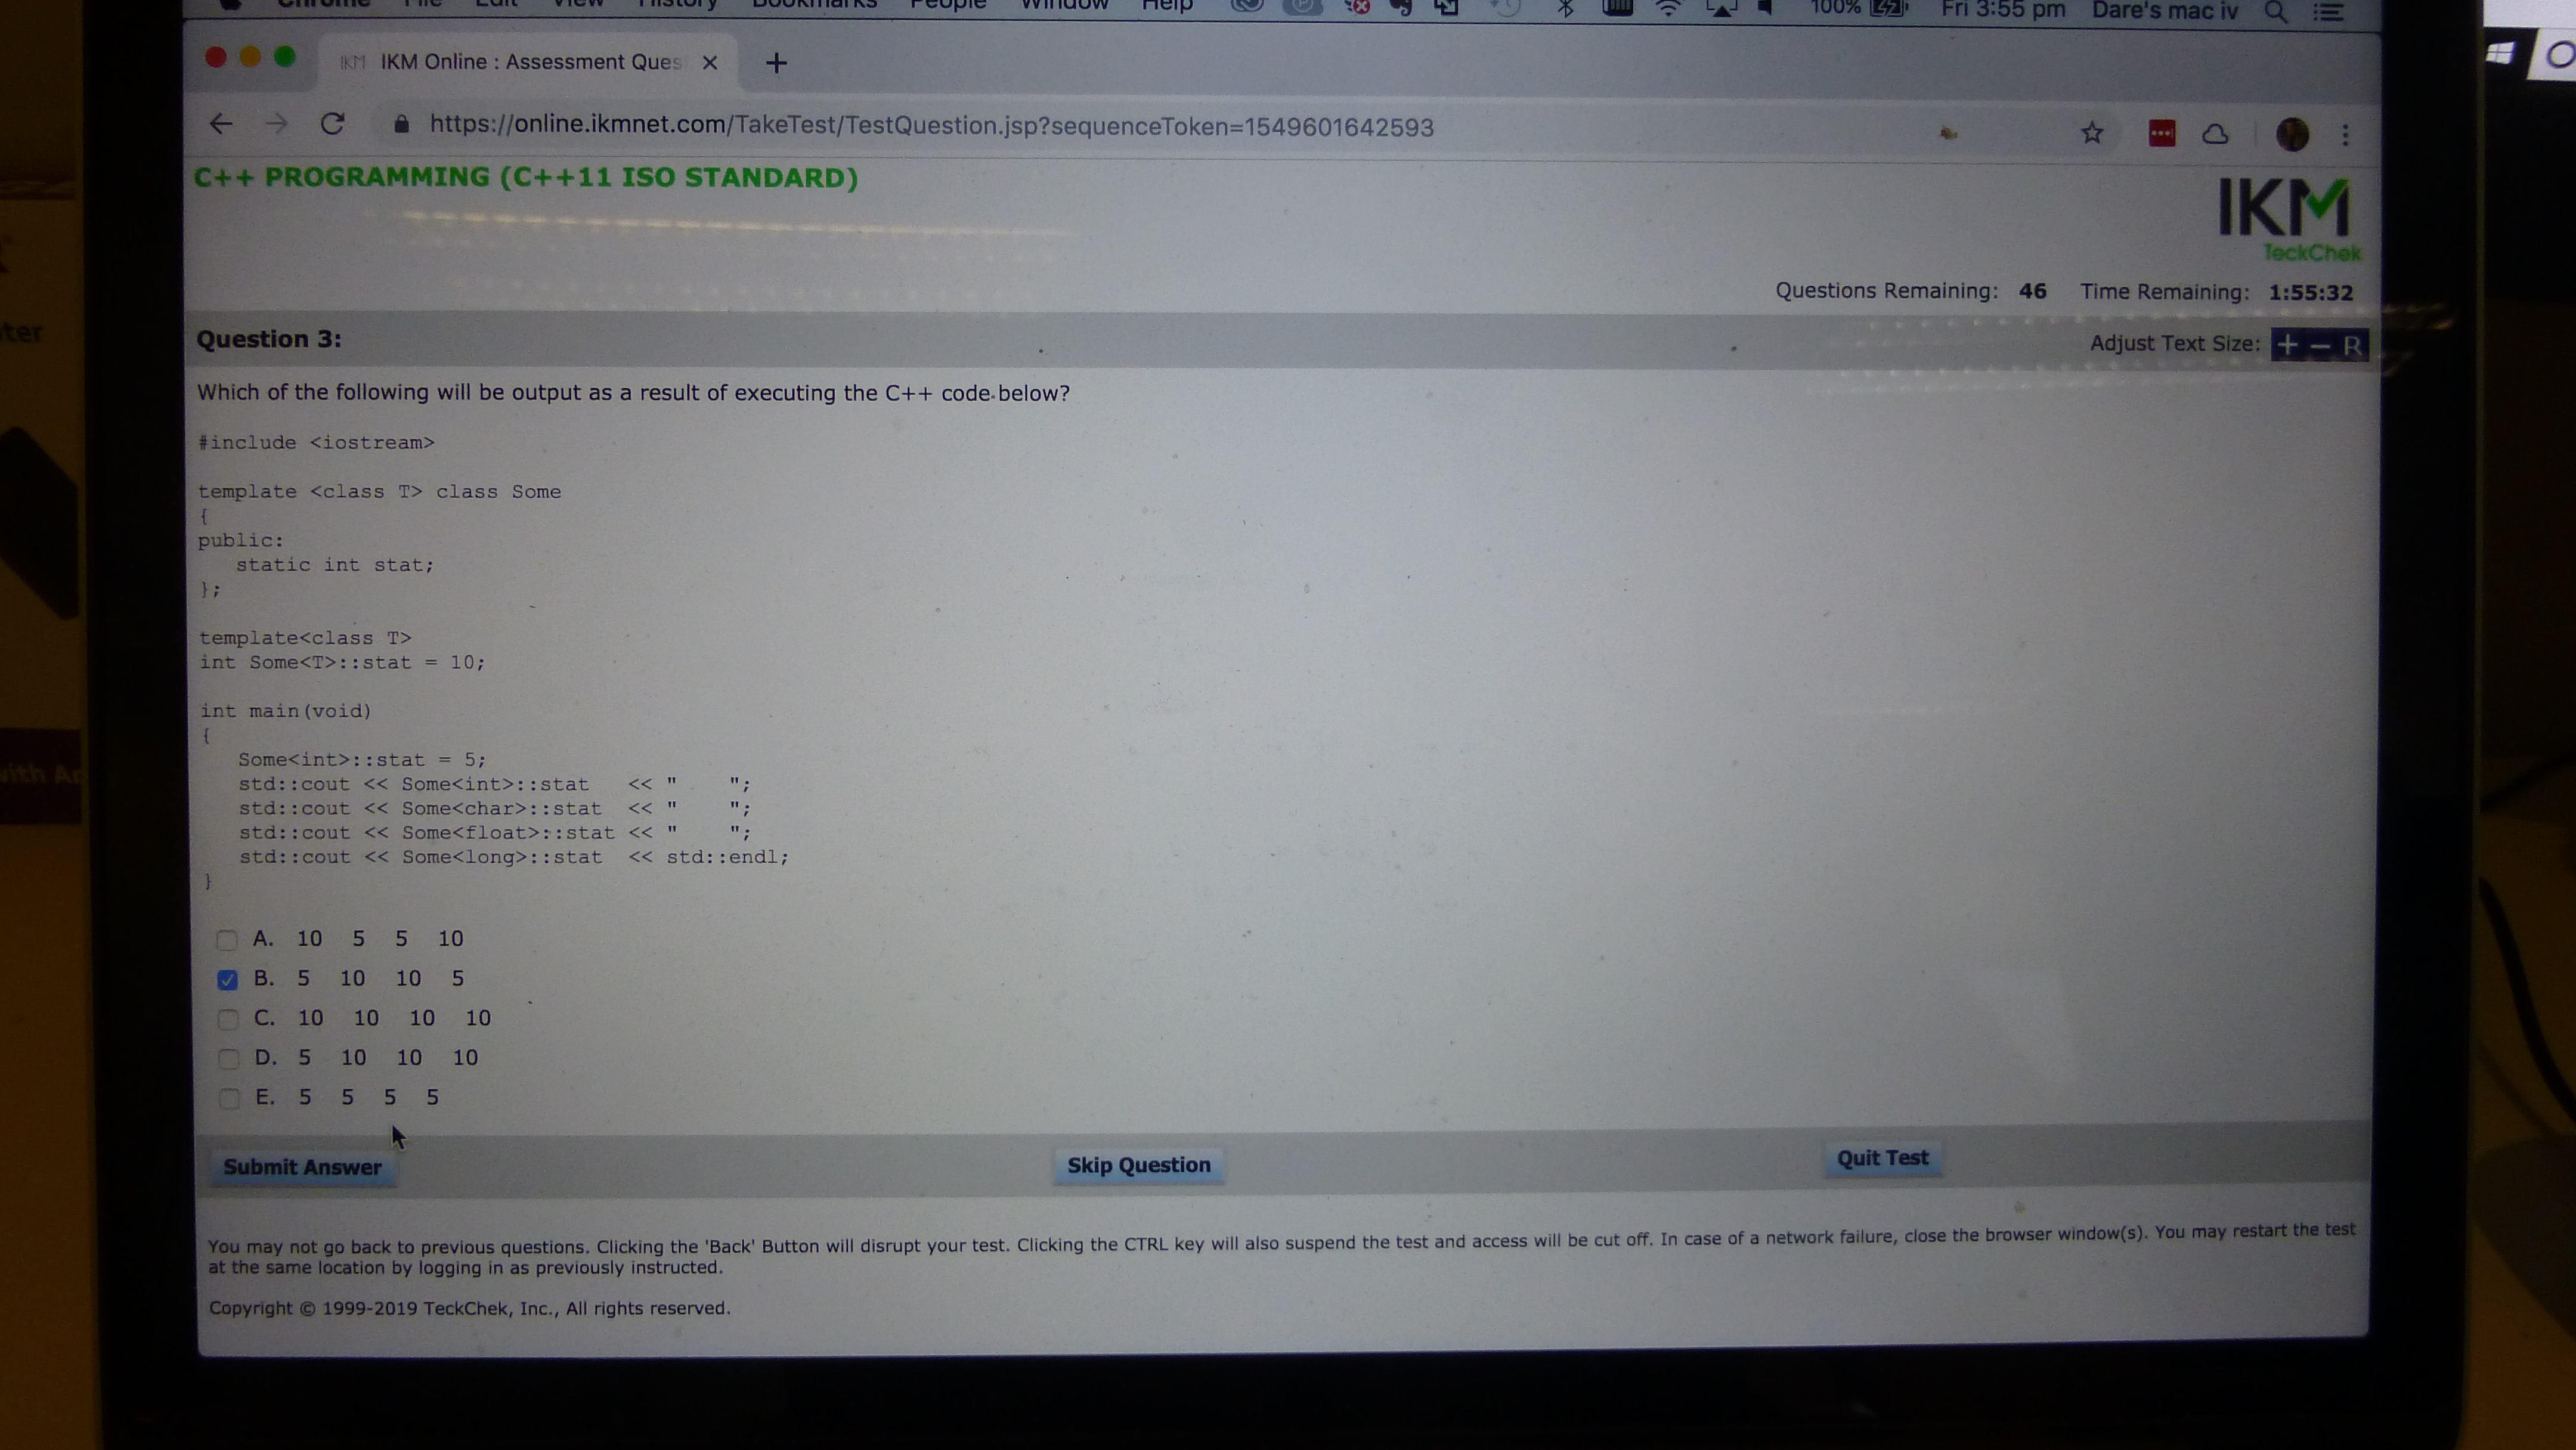 Chrome File Edit View History Bookmarks People Window Help 100% Fri 3:55 pm Dare's mac iv
IKM IKM Online : Assessment Ques
https://online.ikmnet.com/TakeTest/TestQuestion.jsp?sequenceToken=1549601642593
C++ PROGRAMMING (C++11 ISO STANDARD)
IKM
TeckChek
Questions Remaining: 46 Time Remaining: 1:55:32
Question 3:
Adjust Text Size: + − R
Which of the following will be output as a result of executing the C++ code below?
#include <iostream>
template <class T> class Some
{
public:
static int stat;
};
template<class T>
int Some<T>::stat = 10;
int main(void)
{
Some<int>::stat = 5;
std::cout << Some<int>::stat << " ";
std::cout << Some<char>::stat << " ";
std::cout << Some<float>::stat << " ";
std::cout << Some<long>::stat << std::endl;
}
A. 10 5 5 10
B. 5 10 10 5
C. 10 10 10 10
D. 5 10 10 10
E. 5 5 5 5
Submit Answer Skip Question Quit Test
You may not go back to previous questions. Clicking the 'Back' Button will disrupt your test. Clicking the CTRL key will also suspend the test and access will be cut off. In case of a network failure, close the browser window(s). You may restart the test
at the same location by logging in as previously instructed.
Copyright © 1999-2019 TeckChek, Inc., All rights reserved.